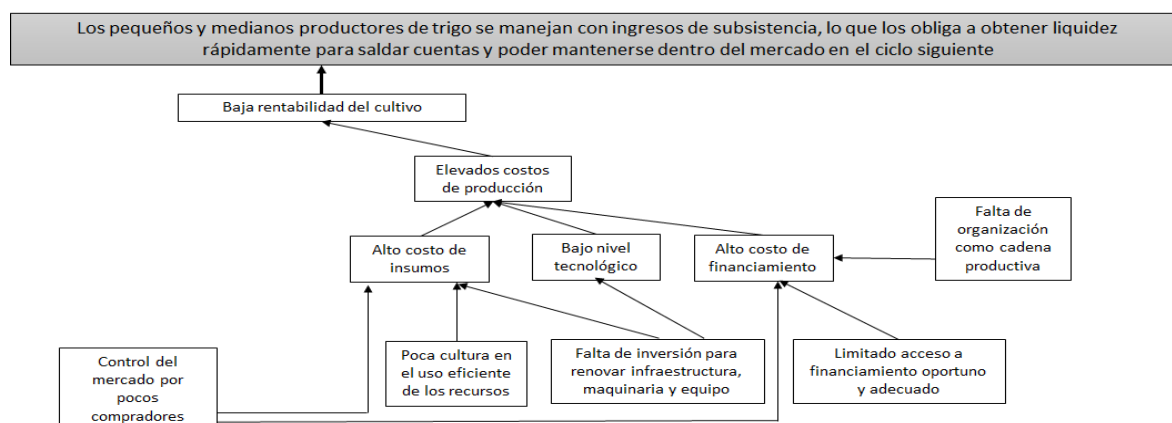 Los pequeños y medianos productores de trigo se manejan con ingresos de subsistencia, lo que los obliga a obtener liquidez
rápidamente para saldar cuentas y poder mantenerse dentro del mercado en el ciclo siguiente
Baja rentabilidad del cultivo
Elevados costos
de producción
Falta de
organización
como cadena
productiva
Alto costo de
insumos
Bajo nivel
tecnológico
Alto costo de
financiamiento
Control del
mercado por
pocos
compradores
Poca cultura en
el uso eficiente
de los recursos
Falta de inversión para
renovar infraestructura,
maquinaria y equipo
Limitado acceso a
financiamiento oportuno
y adecuado